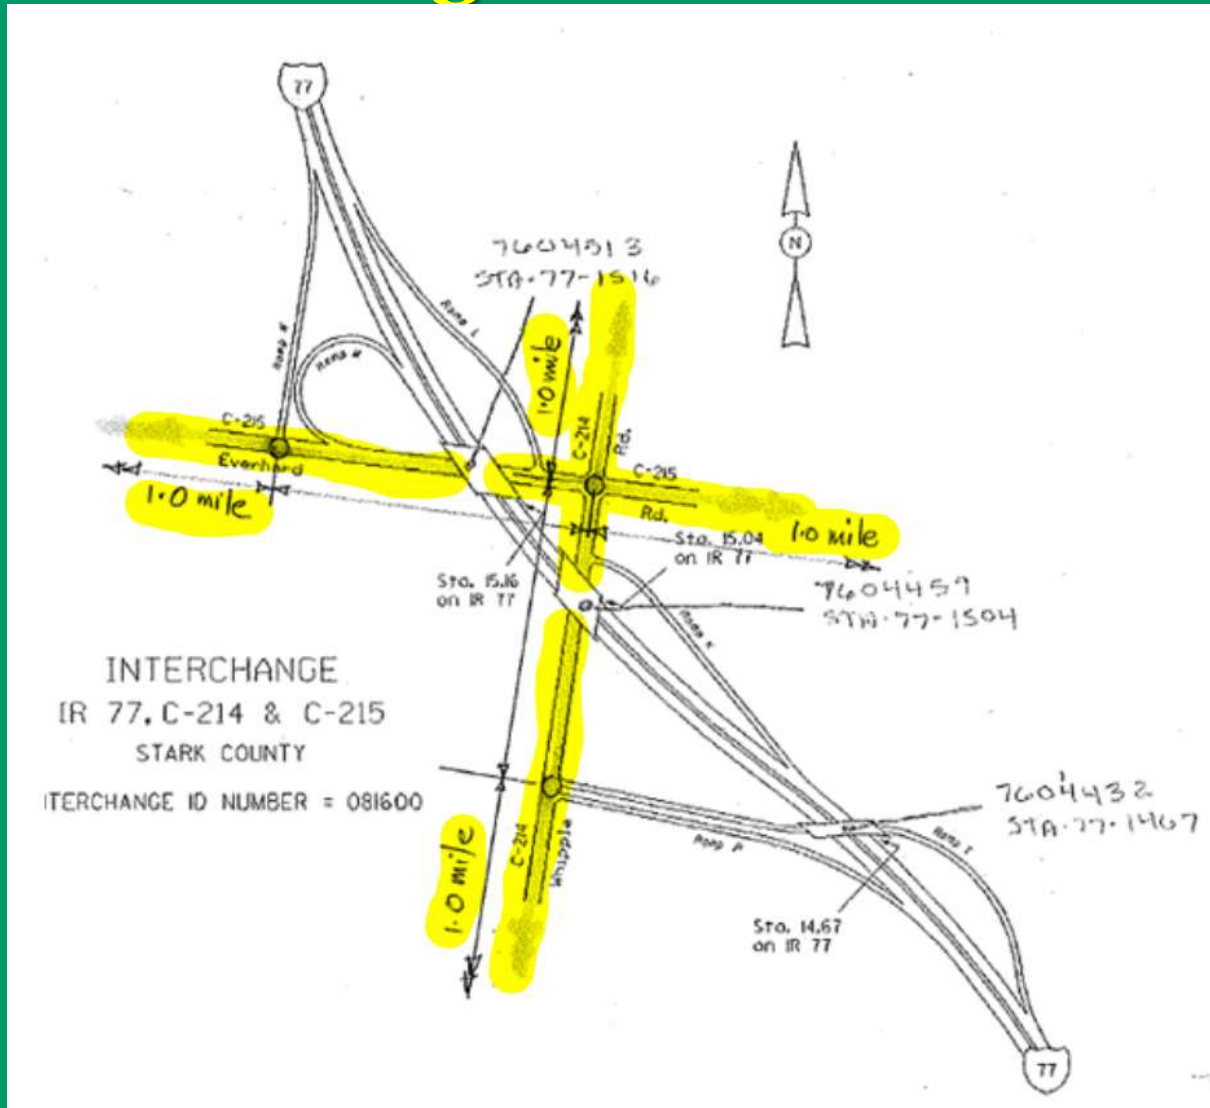 77
7604513
STA-77-1516
N
Ramp L
1.0 mile
C-214
Rd.
C-215
Everhard
C-215
Rd.
1.0 mile
1.0 mile
Sta. 15.04
on IR 77
Sta. 15.16
on IR 77
7604459
STA-77-1504
Ramp K
INTERCHANGE
IR 77, C-214 & C-215
STARK COUNTY
ITERCHANGE ID NUMBER = 081600
7604432
STA-77-1467
Ramp P
1.0 mile
C-214
Whipple
Sta. 14.67
on IR 77
77